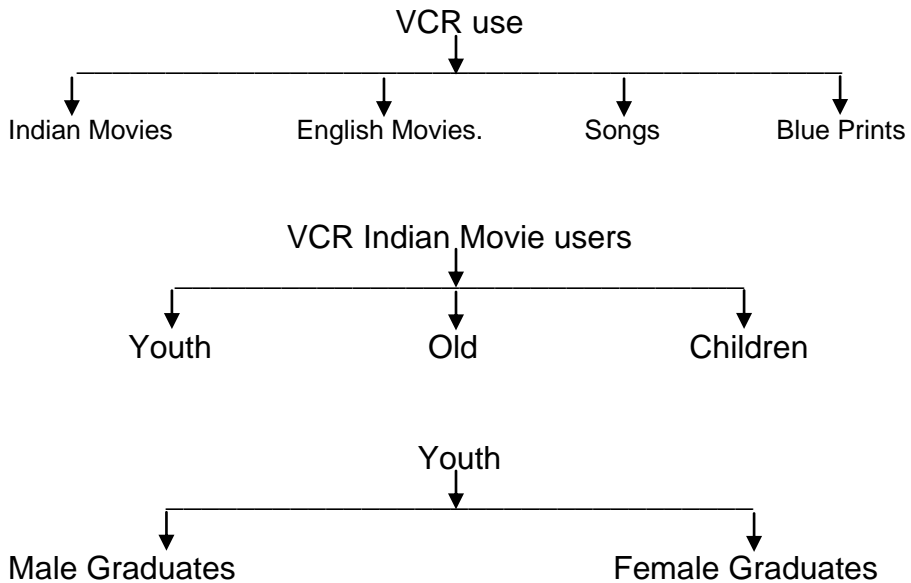 VCR use
Indian Movies English Movies. Songs Blue Prints
VCR Indian Movie users
Youth Old Children
Youth
Male Graduates Female Graduates